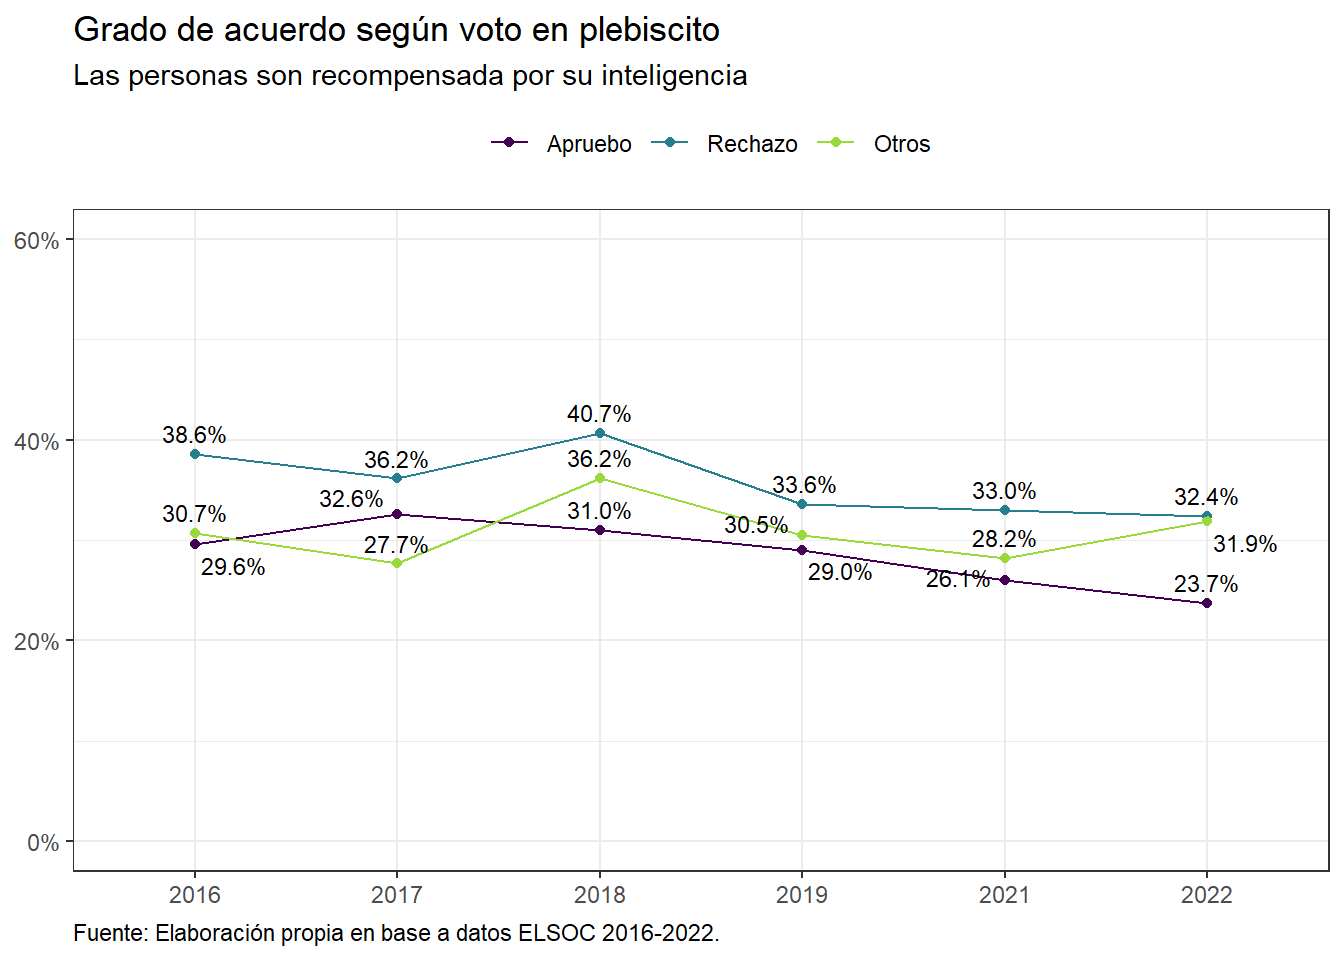 Grado de acuerdo según voto en plebiscito
Las personas son recompensada por su inteligencia
Apruebo Rechazo Otros
60%
40%
20%
0%
38.6% 36.2% 40.7% 33.6% 33.0% 32.4%
30.7% 27.7% 36.2% 30.5% 28.2% 31.9%
29.6% 32.6% 31.0% 29.0% 26.1% 23.7%
2016 2017 2018 2019 2021 2022
Fuente: Elaboración propia en base a datos ELSOC 2016-2022.